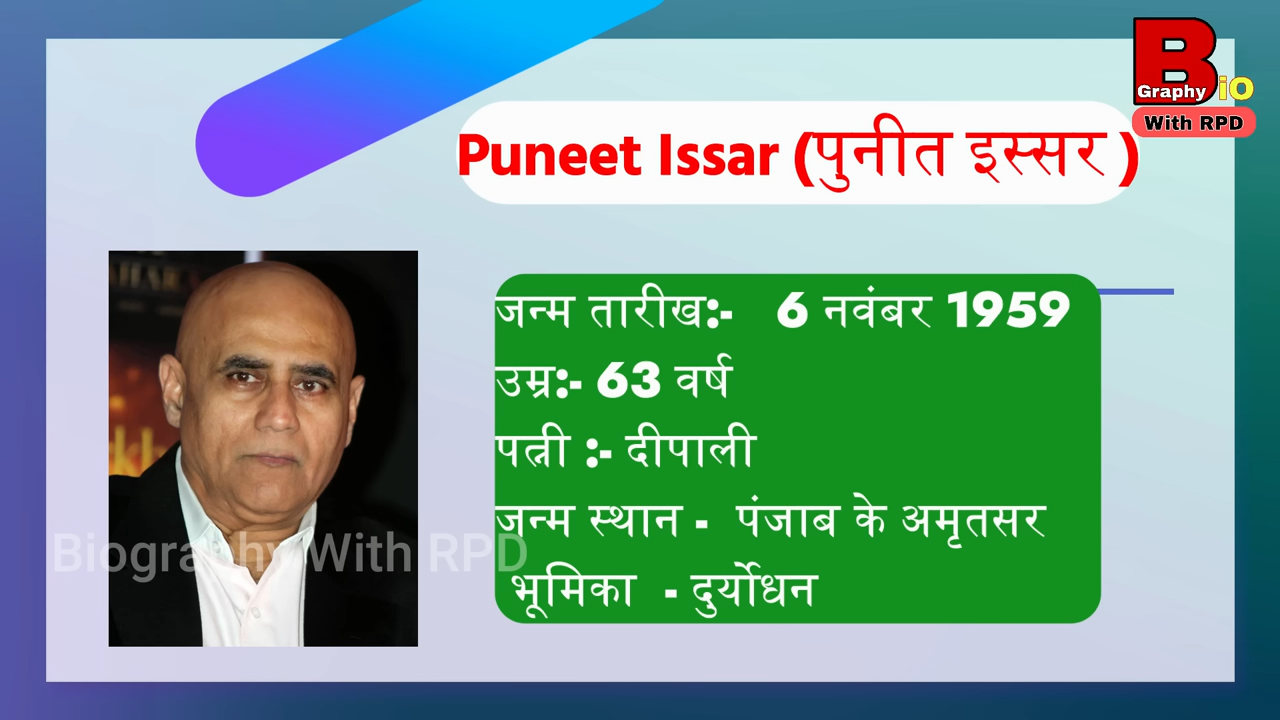 B
Graphy iO
With RPD
Puneet Issar (पुनीत इस्सर )
जन्म तारीख:- 6 नवंबर 1959
उम्र:- 63 वर्ष
पत्नी :- दीपाली
जन्म स्थान - पंजाब के अमृतसर
भूमिका - दुर्योधन
Biography With RPD